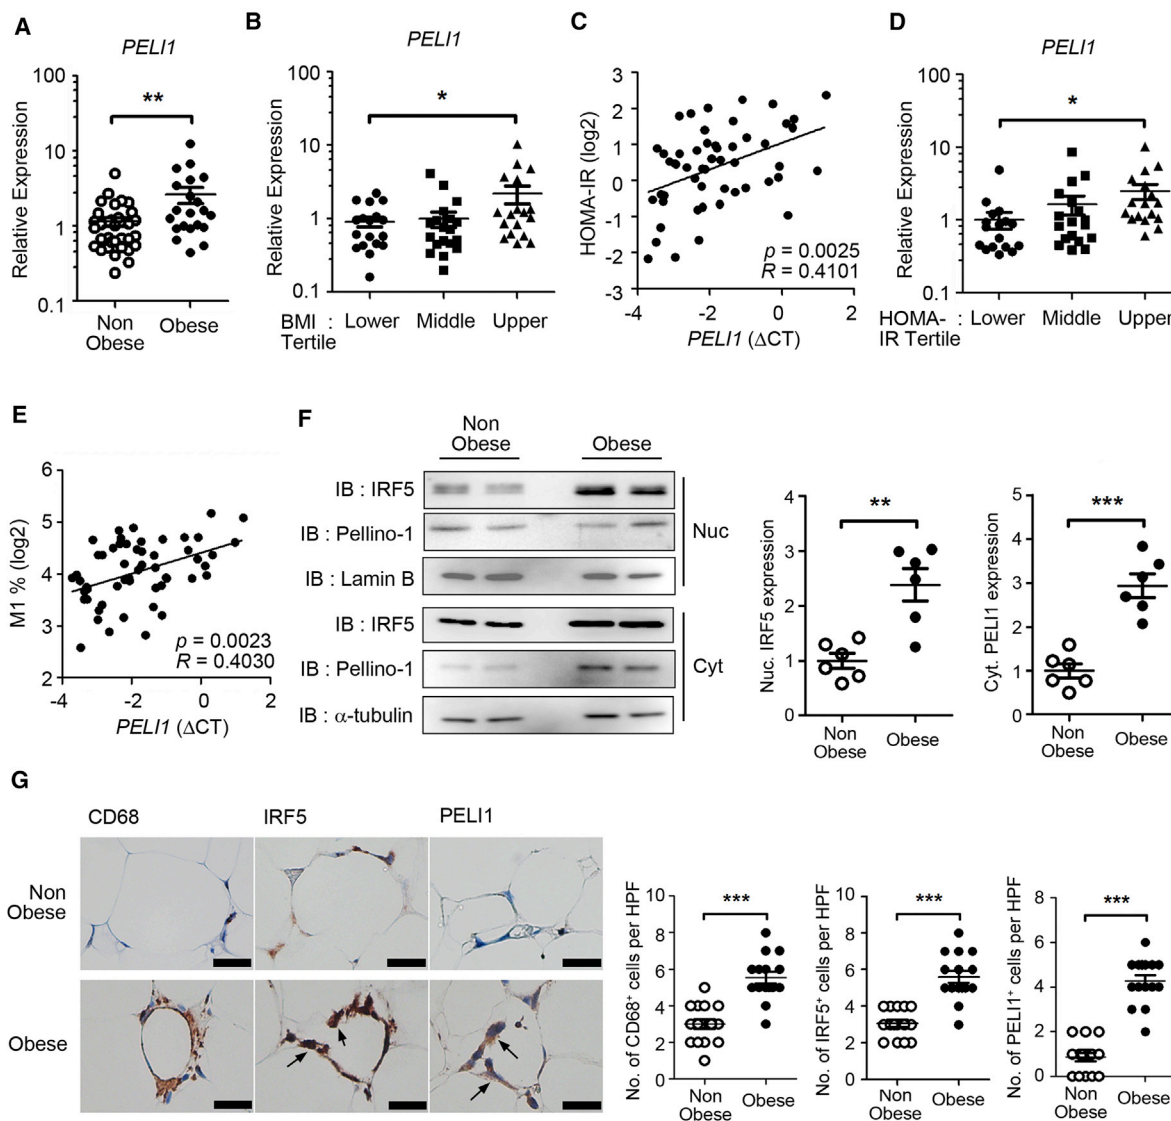 A
PELI1
**
Relative Expression
100
10
1
0.1
Non
Obese
Obese
B
PELI1
*
Relative Expression
100
10
1
0.1
BMI :
Tertile
Lower
Middle
Upper
C
HOMA-IR (log2)
3
2
1
0
-1
-2
-3
p = 0.0025
R = 0.4101
-4
-2
0
2
PELI1 (ΔCT)
D
PELI1
*
Relative Expression
100
10
1
0.1
HOMA- :
IR Tertile
Lower
Middle
Upper
E
M1 % (log2)
6
5
4
3
2
p = 0.0023
R = 0.4030
-4
-2
0
2
PELI1 (ΔCT)
F
Non
Obese
Obese
IB : IRF5
IB : Pellino-1
IB : Lamin B
Nuc
IB : IRF5
IB : Pellino-1
IB : α-tubulin
Cyt
Nuc. IRF5 expression
4
3
2
1
0
**
Non
Obese
Obese
Cyt. PELI1 expression
5
4
3
2
1
0
***
Non
Obese
Obese
G
CD68
IRF5
PELI1
Non
Obese
Obese
No. of CD68⁺ cells per HPF
10
8
6
4
2
0
***
Non
Obese
Obese
No. of IRF5⁺ cells per HPF
10
8
6
4
2
0
***
Non
Obese
Obese
No. of PELI1⁺ cells per HPF
8
6
4
2
0
***
Non
Obese
Obese